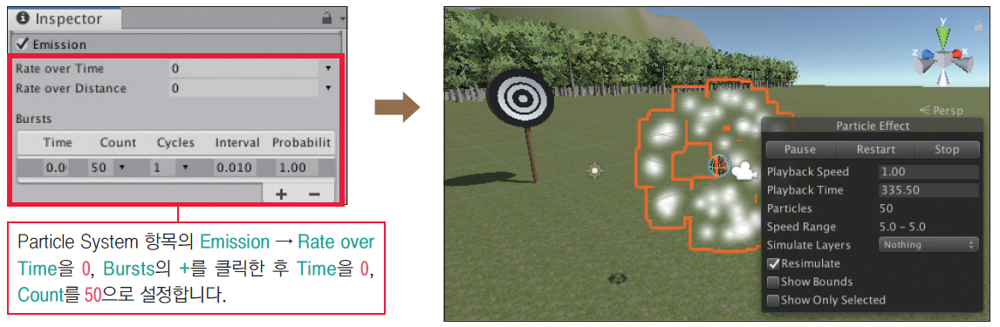 Inspector
Emission
Rate over Time 0
Rate over Distance 0
Bursts
Time Count Cycles Interval Probabilit
0.0 50 1 0.010 1.00
+ −
Particle System 항목의 Emission → Rate over
Time을 0, Bursts의 +를 클릭한 후 Time을 0,
Count를 50으로 설정합니다.
y
z x
Persp
Particle Effect
Pause Restart Stop
Playback Speed 1.00
Playback Time 335.50
Particles 50
Speed Range 5.0 – 5.0
Simulate Layers Nothing
Resimulate
Show Bounds
Show Only Selected